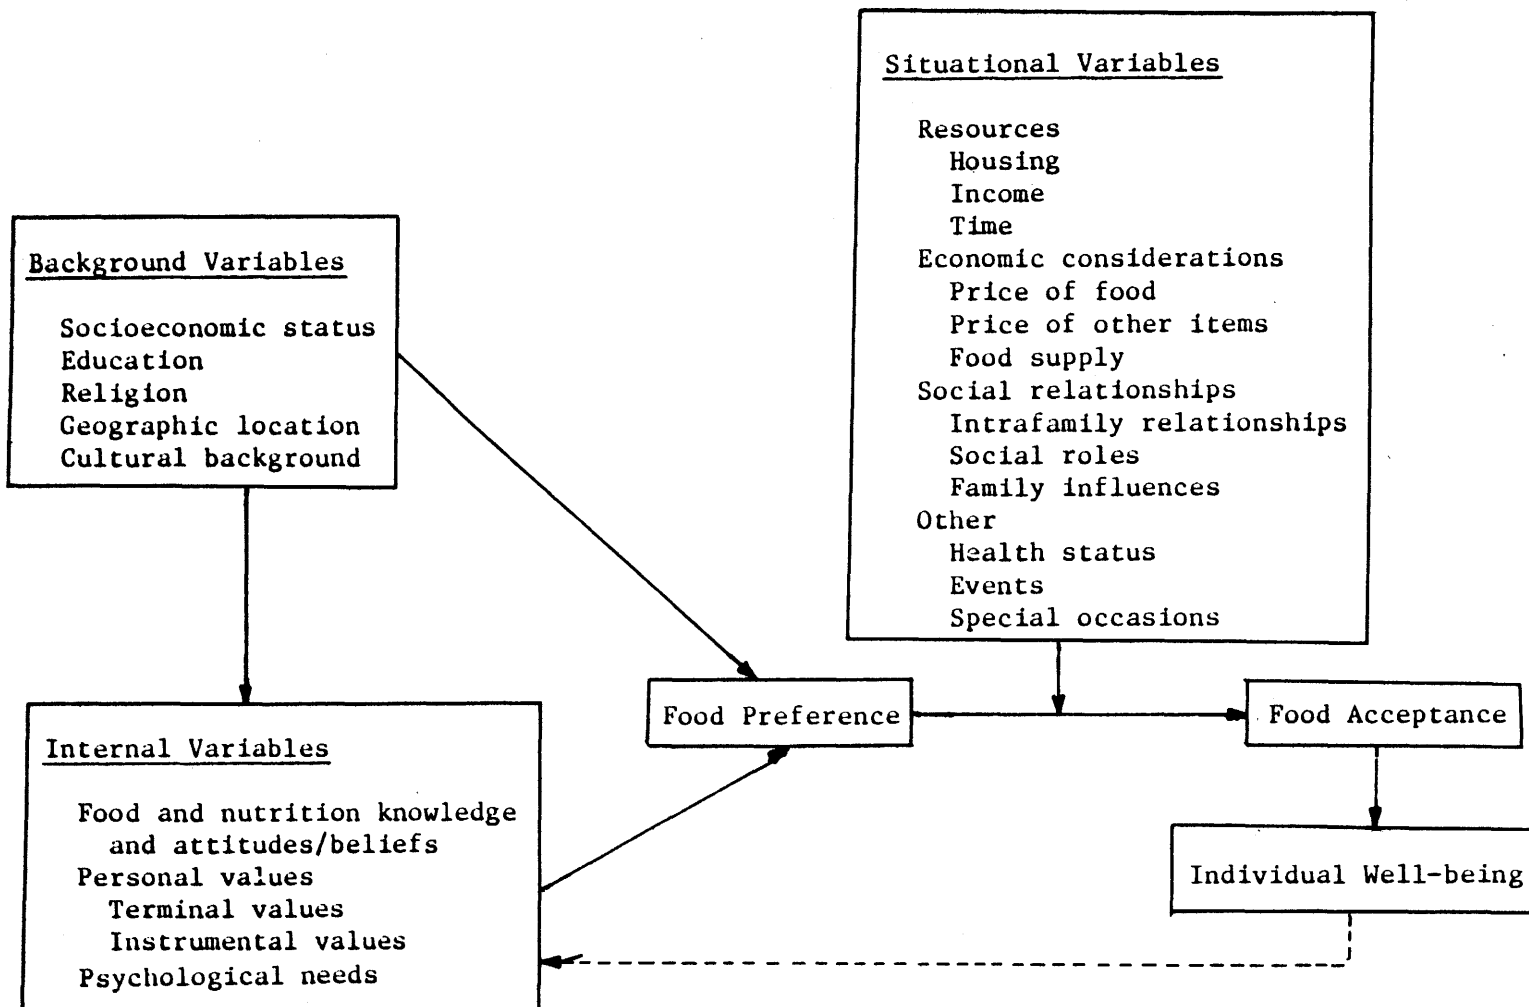 Situational Variables
Resources
Housing
Income
Time
Economic considerations
Price of food
Price of other items
Food supply
Social relationships
Intrafamily relationships
Social roles
Family influences
Other
Health status
Events
Special occasions
Background Variables
Socioeconomic status
Education
Religion
Geographic location
Cultural background
Internal Variables
Food and nutrition knowledge
and attitudes/beliefs
Personal values
Terminal values
Instrumental values
Psychological needs
Food Preference
Food Acceptance
Individual Well-being